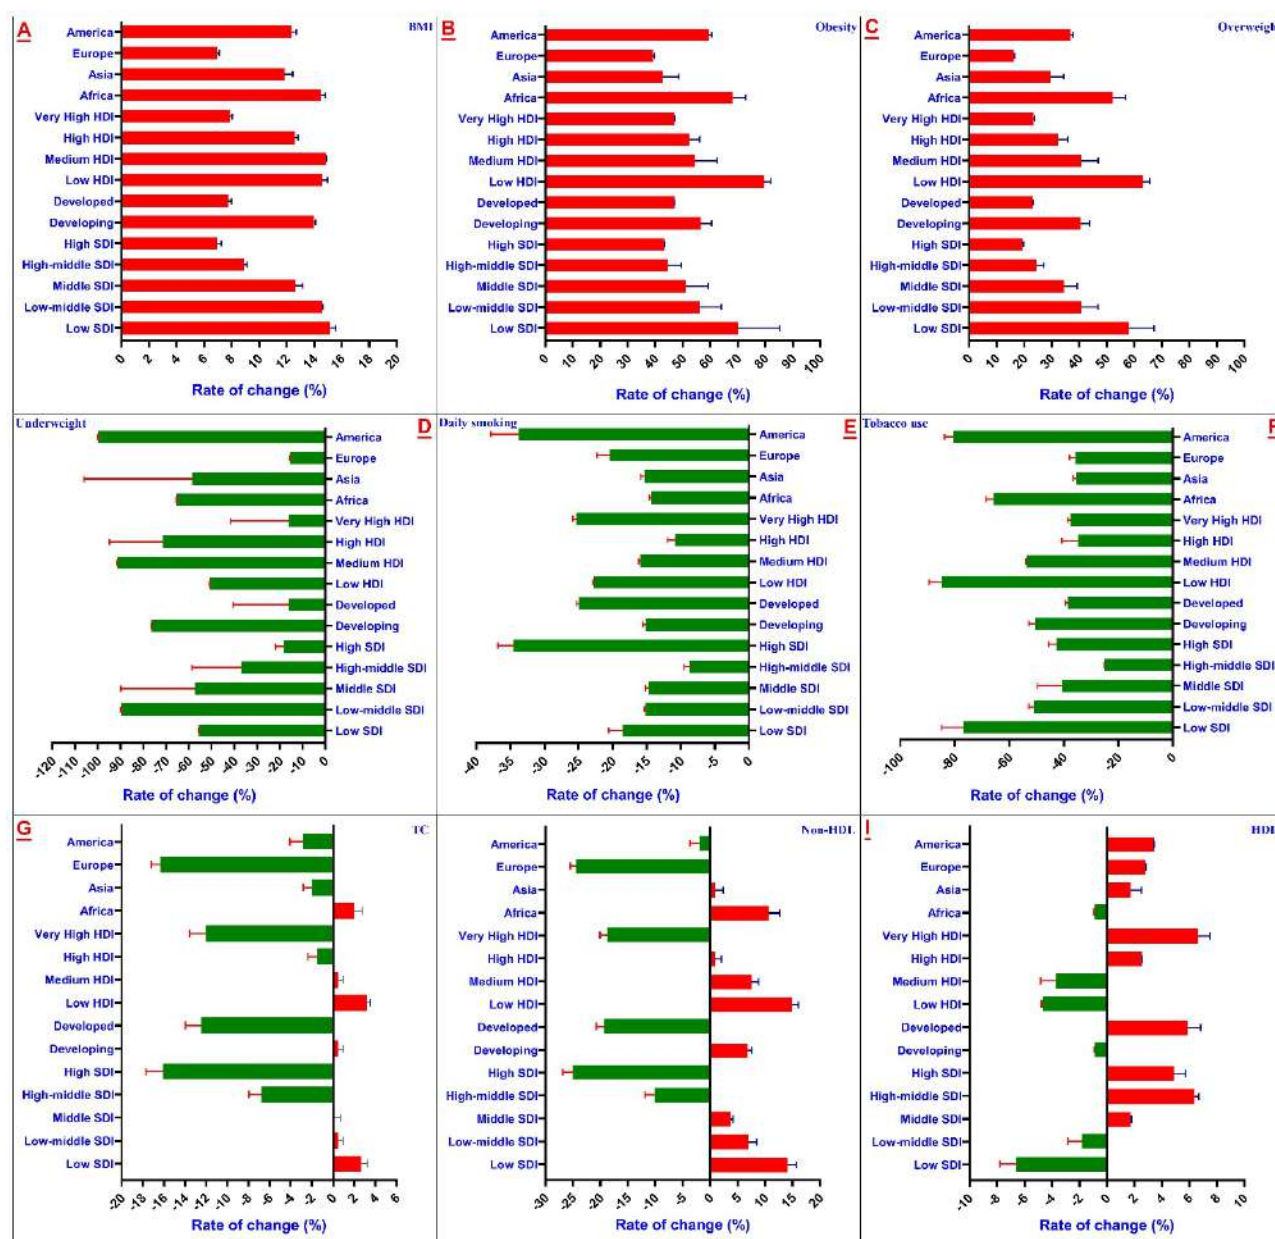 A
BMI
America
Europe
Asia
Africa
Very High HDI
High HDI
Medium HDI
Low HDI
Developed
Developing
High SDI
High-middle SDI
Middle SDI
Low-middle SDI
Low SDI
0 2 4 6 8 10 12 14 16 18 20
Rate of change (%)
B
Obesity
America
Europe
Asia
Africa
Very High HDI
High HDI
Medium HDI
Low HDI
Developed
Developing
High SDI
High-middle SDI
Middle SDI
Low-middle SDI
Low SDI
0 10 20 30 40 50 60 70 80 90 100
Rate of change (%)
C
Overweigh
America
Europe
Asia
Africa
Very High HDI
High HDI
Medium HDI
Low HDI
Developed
Developing
High SDI
High-middle SDI
Middle SDI
Low-middle SDI
Low SDI
0 10 20 30 40 50 60 70 80 90 100
Rate of change (%)
Underweight
D
America
Europe
Asia
Africa
Very High HDI
High HDI
Medium HDI
Low HDI
Developed
Developing
High SDI
High-middle SDI
Middle SDI
Low-middle SDI
Low SDI
-120 -110 -100 -90 -80 -70 -60 -50 -40 -30 -20 -10 0
Rate of change (%)
Daily smoking
E
America
Europe
Asia
Africa
Very High HDI
High HDI
Medium HDI
Low HDI
Developed
Developing
High SDI
High-middle SDI
Middle SDI
Low-middle SDI
Low SDI
-40 -35 -30 -25 -20 -15 -10 -5 0
Rate of change (%)
Tobacco use
America
Europe
Asia
Africa
Very High HDI
High HDI
Medium HDI
Low HDI
Developed
Developing
High SDI
High-middle SDI
Middle SDI
Low-middle SDI
Low SDI
-100 -80 -60 -40 -20 0
Rate of change (%)
G
TC
America
Europe
Asia
Africa
Very High HDI
High HDI
Medium HDI
Low HDI
Developed
Developing
High SDI
High-middle SDI
Middle SDI
Low-middle SDI
Low SDI
-20 -18 -16 -14 -12 -10 -8 -6 -4 -2 0 2 4 6
Rate of change (%)
Non-HDL
America
Europe
Asia
Africa
Very High HDI
High HDI
Medium HDI
Low HDI
Developed
Developing
High SDI
High-middle SDI
Middle SDI
Low-middle SDI
Low SDI
-30 -25 -20 -15 -10 -5 0 5 10 15 20
Rate of change (%)
I
HDL
America
Europe
Asia
Africa
Very High HDI
High HDI
Medium HDI
Low HDI
Developed
Developing
High SDI
High-middle SDI
Middle SDI
Low-middle SDI
Low SDI
-10 -8 -6 -4 -2 0 2 4 6 8 10
Rate of change (%)